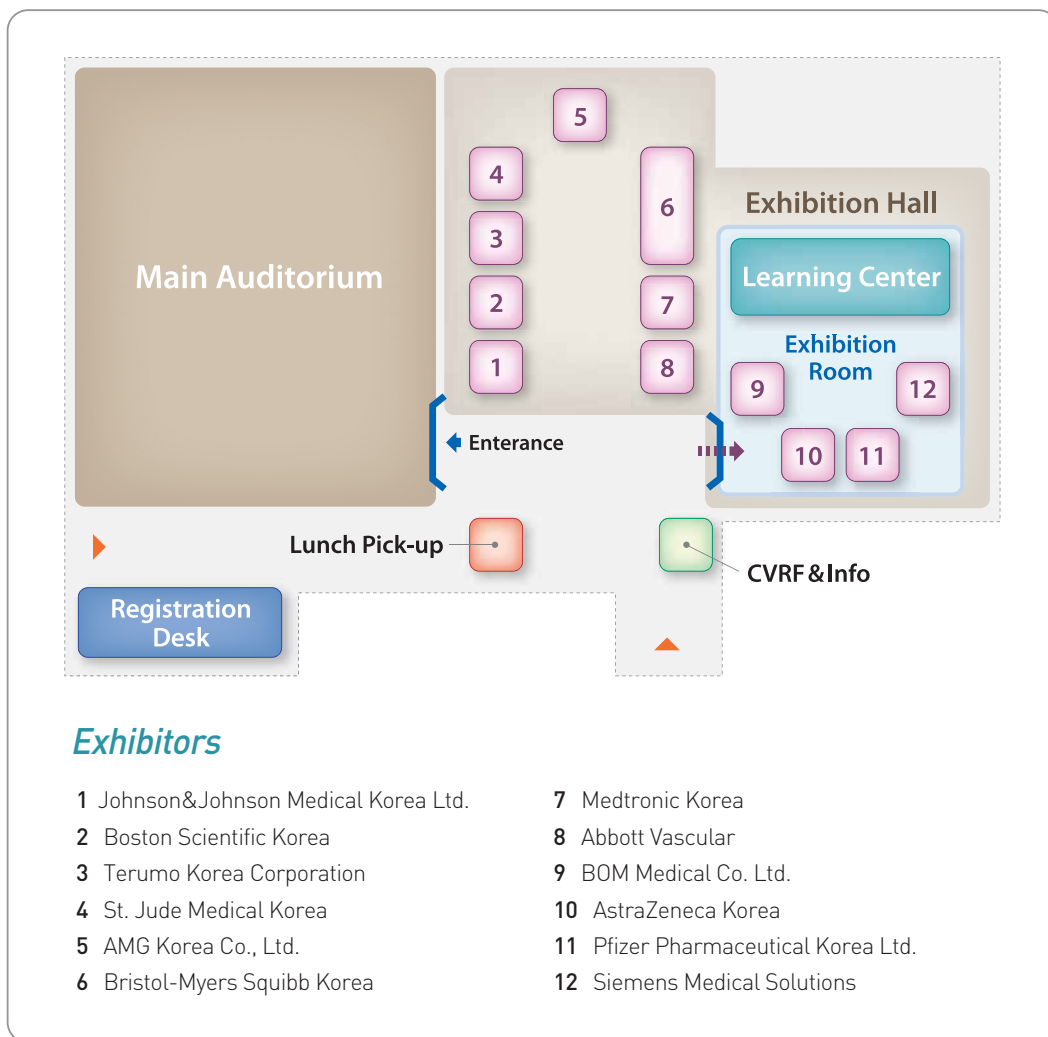 5
4
6
3
2
7
1
8
Main Auditorium
Exhibition Hall
Learning Center
Exhibition
Room
9
12
10
11
Enterance
Lunch Pick-up
CVRF & Info
Registration
Desk
Exhibitors
1 Johnson&Johnson Medical Korea Ltd.
2 Boston Scientific Korea
3 Terumo Korea Corporation
4 St. Jude Medical Korea
5 AMG Korea Co., Ltd.
6 Bristol-Myers Squibb Korea
7 Medtronic Korea
8 Abbott Vascular
9 BOM Medical Co. Ltd.
10 AstraZeneca Korea
11 Pfizer Pharmaceutical Korea Ltd.
12 Siemens Medical Solutions